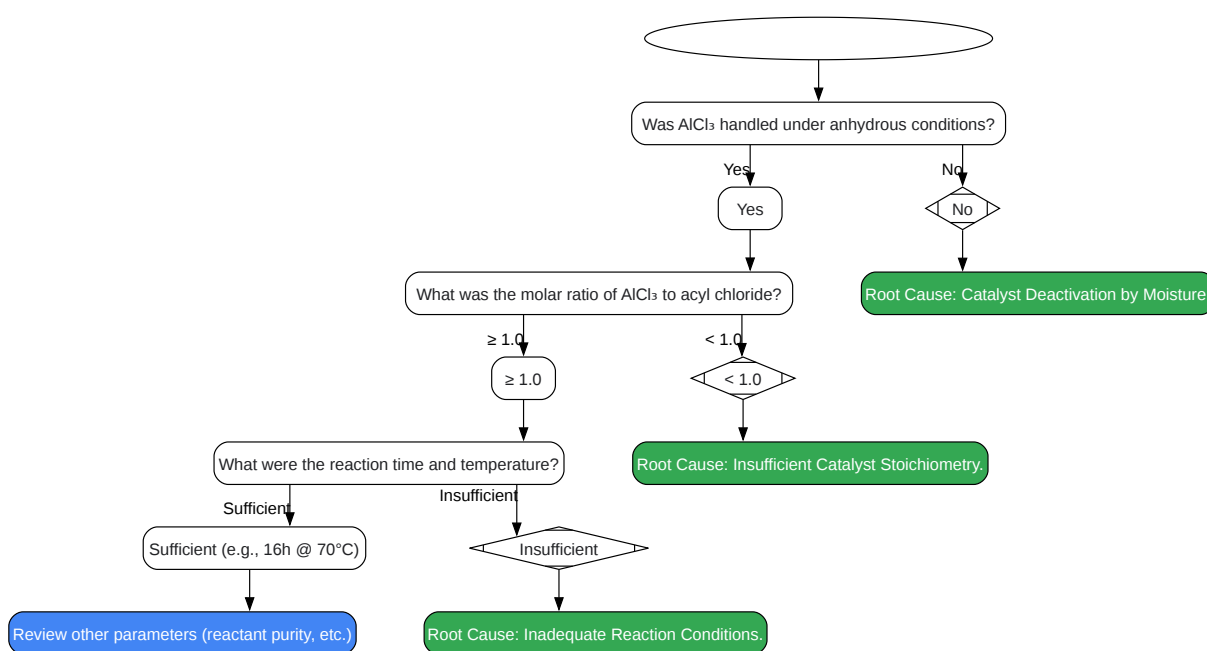 Was AlCl₃ handled under anhydrous conditions?
Yes
No
Yes
No
What was the molar ratio of AlCl₃ to acyl chloride?
Root Cause: Catalyst Deactivation by Moisture
≥ 1.0
< 1.0
≥ 1.0
< 1.0
What were the reaction time and temperature?
Root Cause: Insufficient Catalyst Stoichiometry.
Sufficient
Insufficient
Sufficient (e.g., 16h @ 70°C)
Insufficient
Review other parameters (reactant purity, etc.)
Root Cause: Inadequate Reaction Conditions.